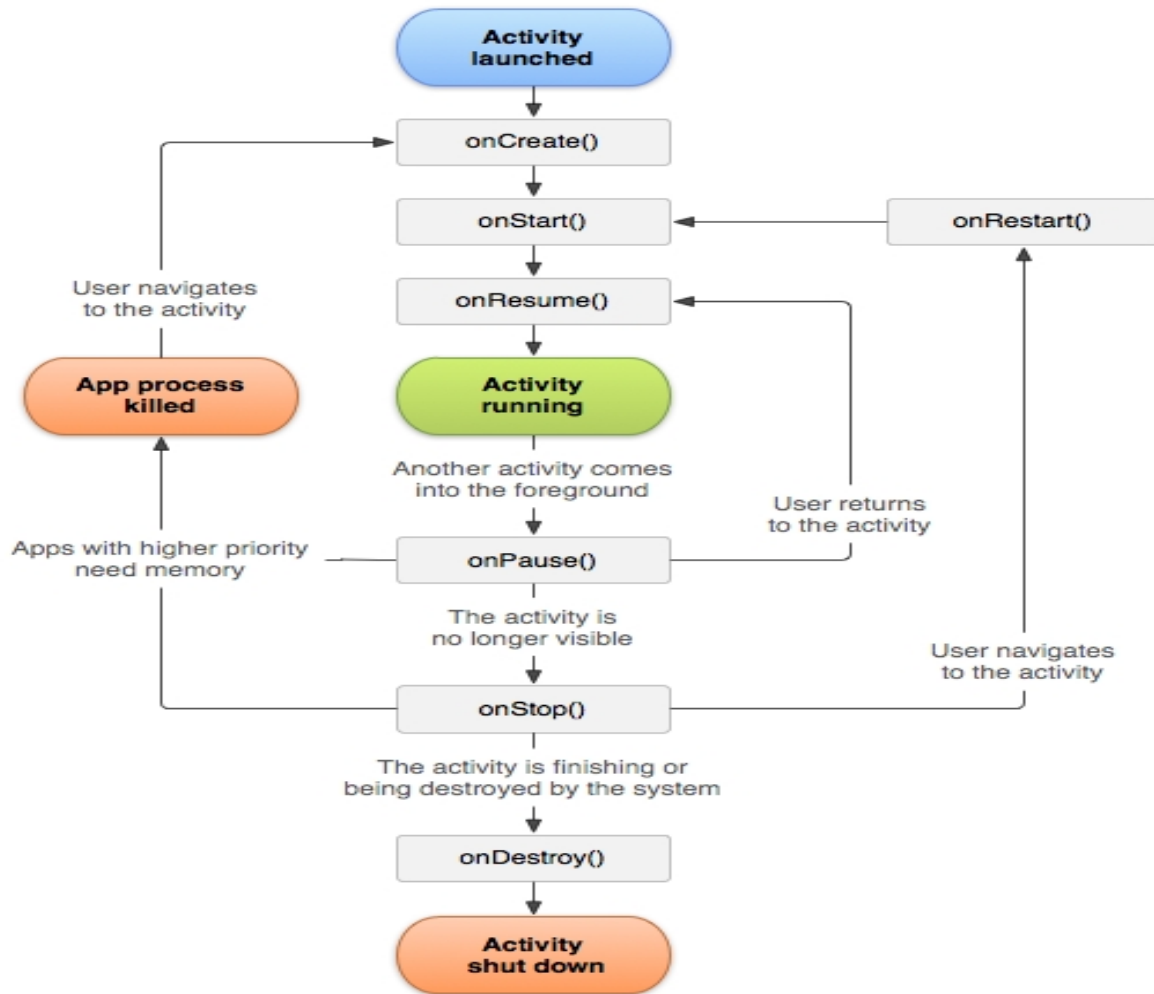 Activity
launched
onCreate()
onStart()
onRestart()
User navigates
to the activity
onResume()
App process
killed
Activity
running
Another activity comes
into the foreground
User returns
to the activity
Apps with higher priority
need memory
onPause()
The activity is
no longer visible
User navigates
to the activity
onStop()
The activity is finishing or
being destroyed by the system
onDestroy()
Activity
shut down